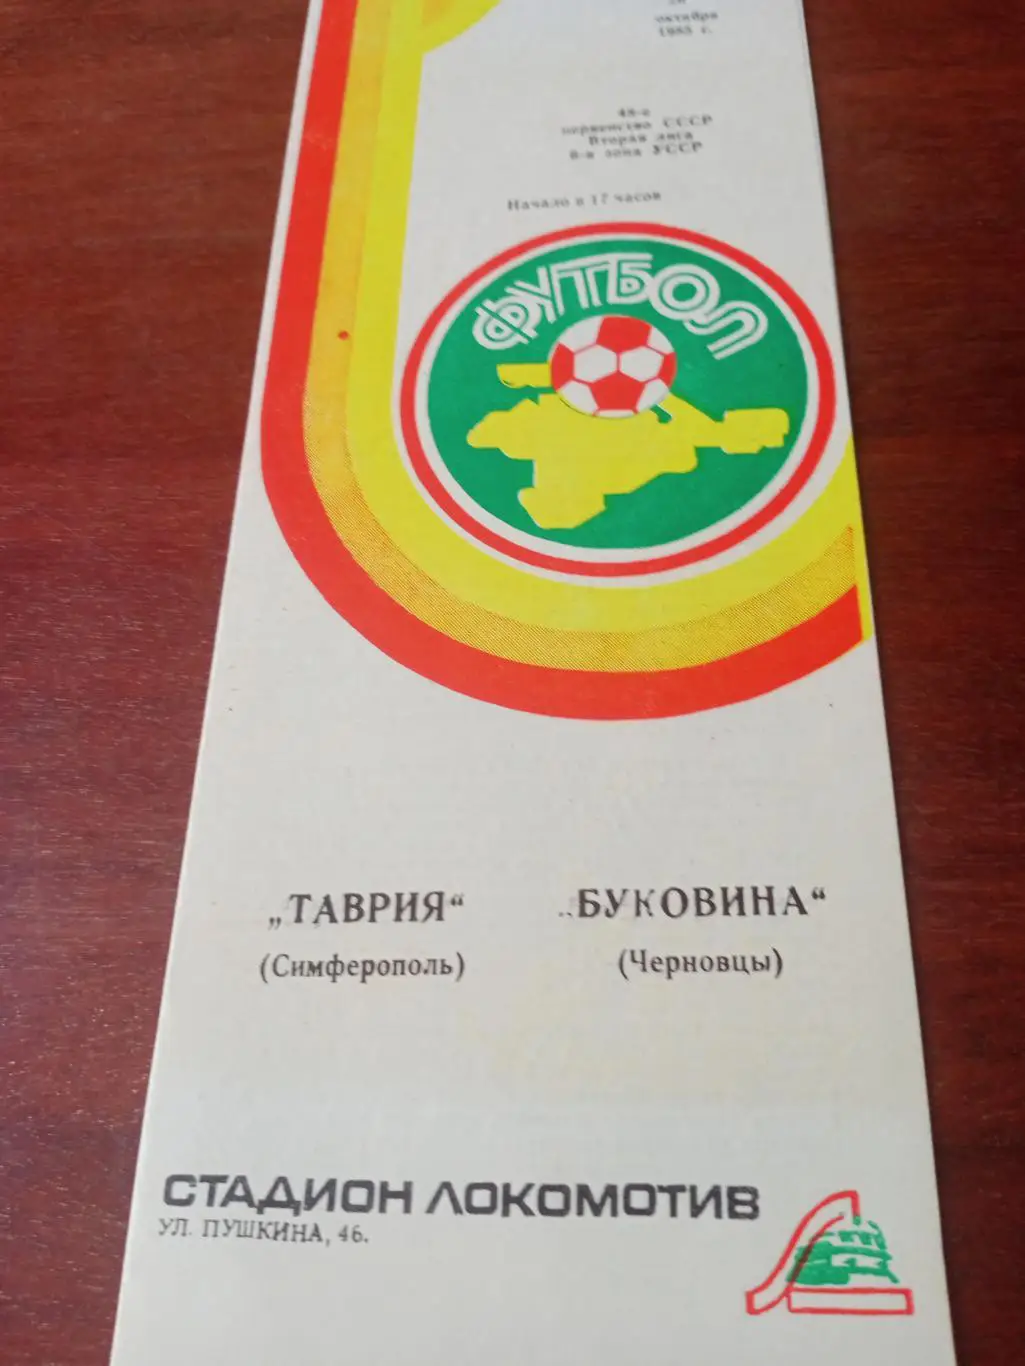 октября
1985 г.
48-е
первенство СССР
Вторая лига
6-я зона УССР
Начало в 17 часов
ФУТБОЛ
„ТАВРИЯ“
(Симферополь)
„БУКОВИНА“
(Черновцы)
СТАДИОН ЛОКОМОТИВ
УЛ. ПУШКИНА, 46.